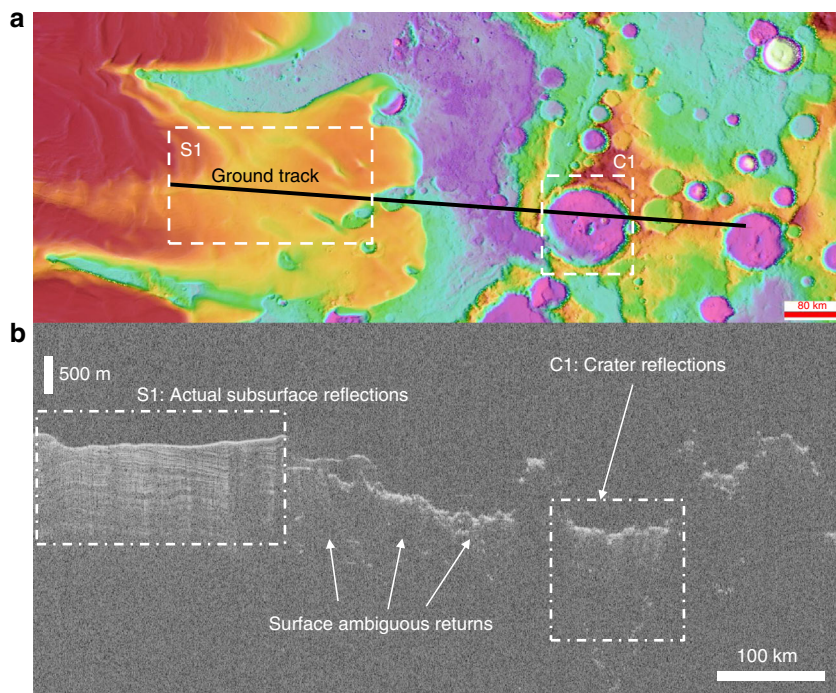 a
S1
Ground track
C1
80 km
b
500 m
S1: Actual subsurface reflections
C1: Crater reflections
Surface ambiguous returns
100 km